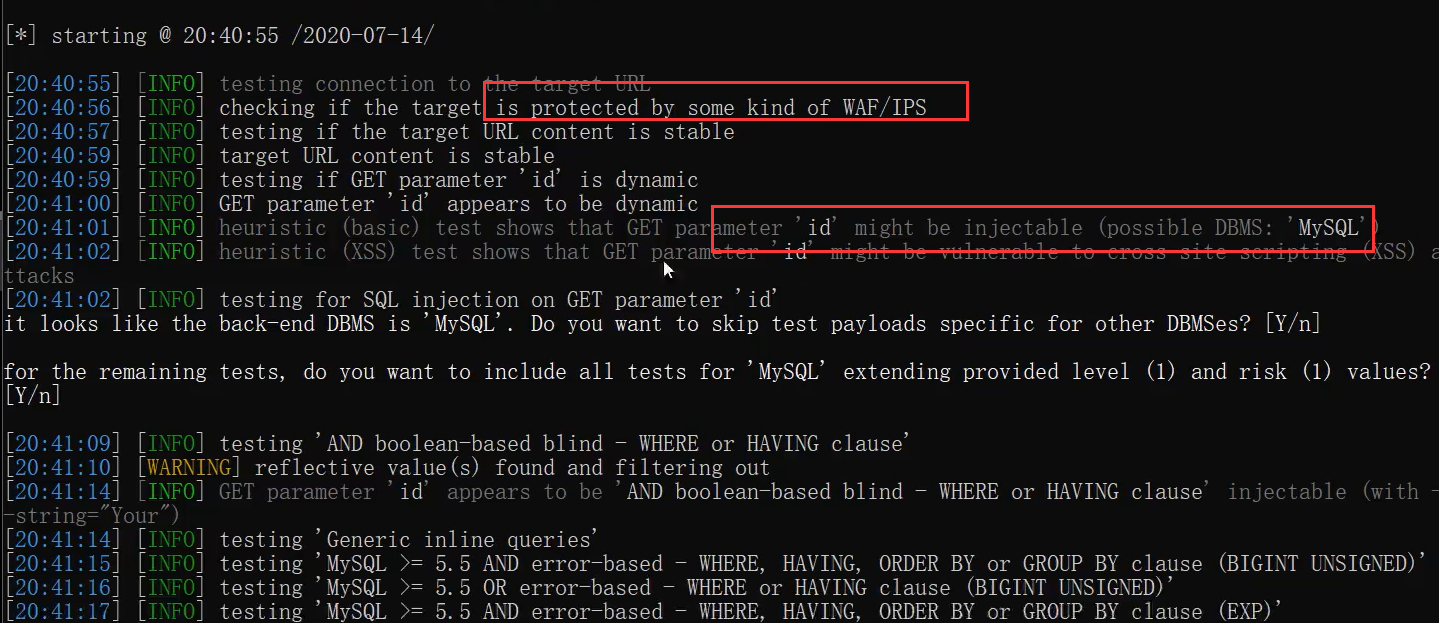 [*] starting @ 20:40:55 /2020-07-14/
[20:40:55] [INFO] testing connection to the target URL
[20:40:56] [INFO] checking if the target is protected by some kind of WAF/IPS
[20:40:57] [INFO] testing if the target URL content is stable
[20:40:59] [INFO] target URL content is stable
[20:40:59] [INFO] testing if GET parameter 'id' is dynamic
[20:41:00] [INFO] GET parameter 'id' appears to be dynamic
[20:41:01] [INFO] heuristic (basic) test shows that GET parameter 'id' might be injectable (possible DBMS: 'MySQL')
[20:41:02] [INFO] heuristic (XSS) test shows that GET parameter 'id' might be vulnerable to cross-site scripting (XSS) a
ttacks
[20:41:02] [INFO] testing for SQL injection on GET parameter 'id'
it looks like the back-end DBMS is 'MySQL'. Do you want to skip test payloads specific for other DBMSes? [Y/n]
for the remaining tests, do you want to include all tests for 'MySQL' extending provided level (1) and risk (1) values?
[Y/n]
[20:41:09] [INFO] testing 'AND boolean-based blind - WHERE or HAVING clause'
[20:41:10] [WARNING] reflective value(s) found and filtering out
[20:41:14] [INFO] GET parameter 'id' appears to be 'AND boolean-based blind - WHERE or HAVING clause' injectable (with -
-string="Your")
[20:41:14] [INFO] testing 'Generic inline queries'
[20:41:15] [INFO] testing 'MySQL >= 5.5 AND error-based - WHERE, HAVING, ORDER BY or GROUP BY clause (BIGINT UNSIGNED)'
[20:41:16] [INFO] testing 'MySQL >= 5.5 OR error-based - WHERE or HAVING clause (BIGINT UNSIGNED)'
[20:41:17] [INFO] testing 'MySQL >= 5.5 AND error-based - WHERE, HAVING, ORDER BY or GROUP BY clause (EXP)'